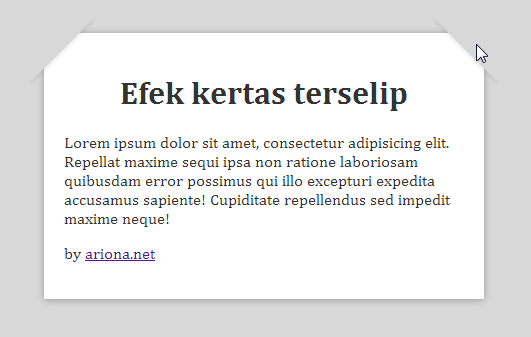 Efek kertas terselip
Lorem ipsum dolor sit amet, consectetur adipisicing elit.
Repellat maxime sequi ipsa non ratione laboriosam
quibusdam error possimus qui illo excepturi expedita
accusamus sapiente! Cupiditate repellendus sed impedit
maxime neque!
by ariona.net